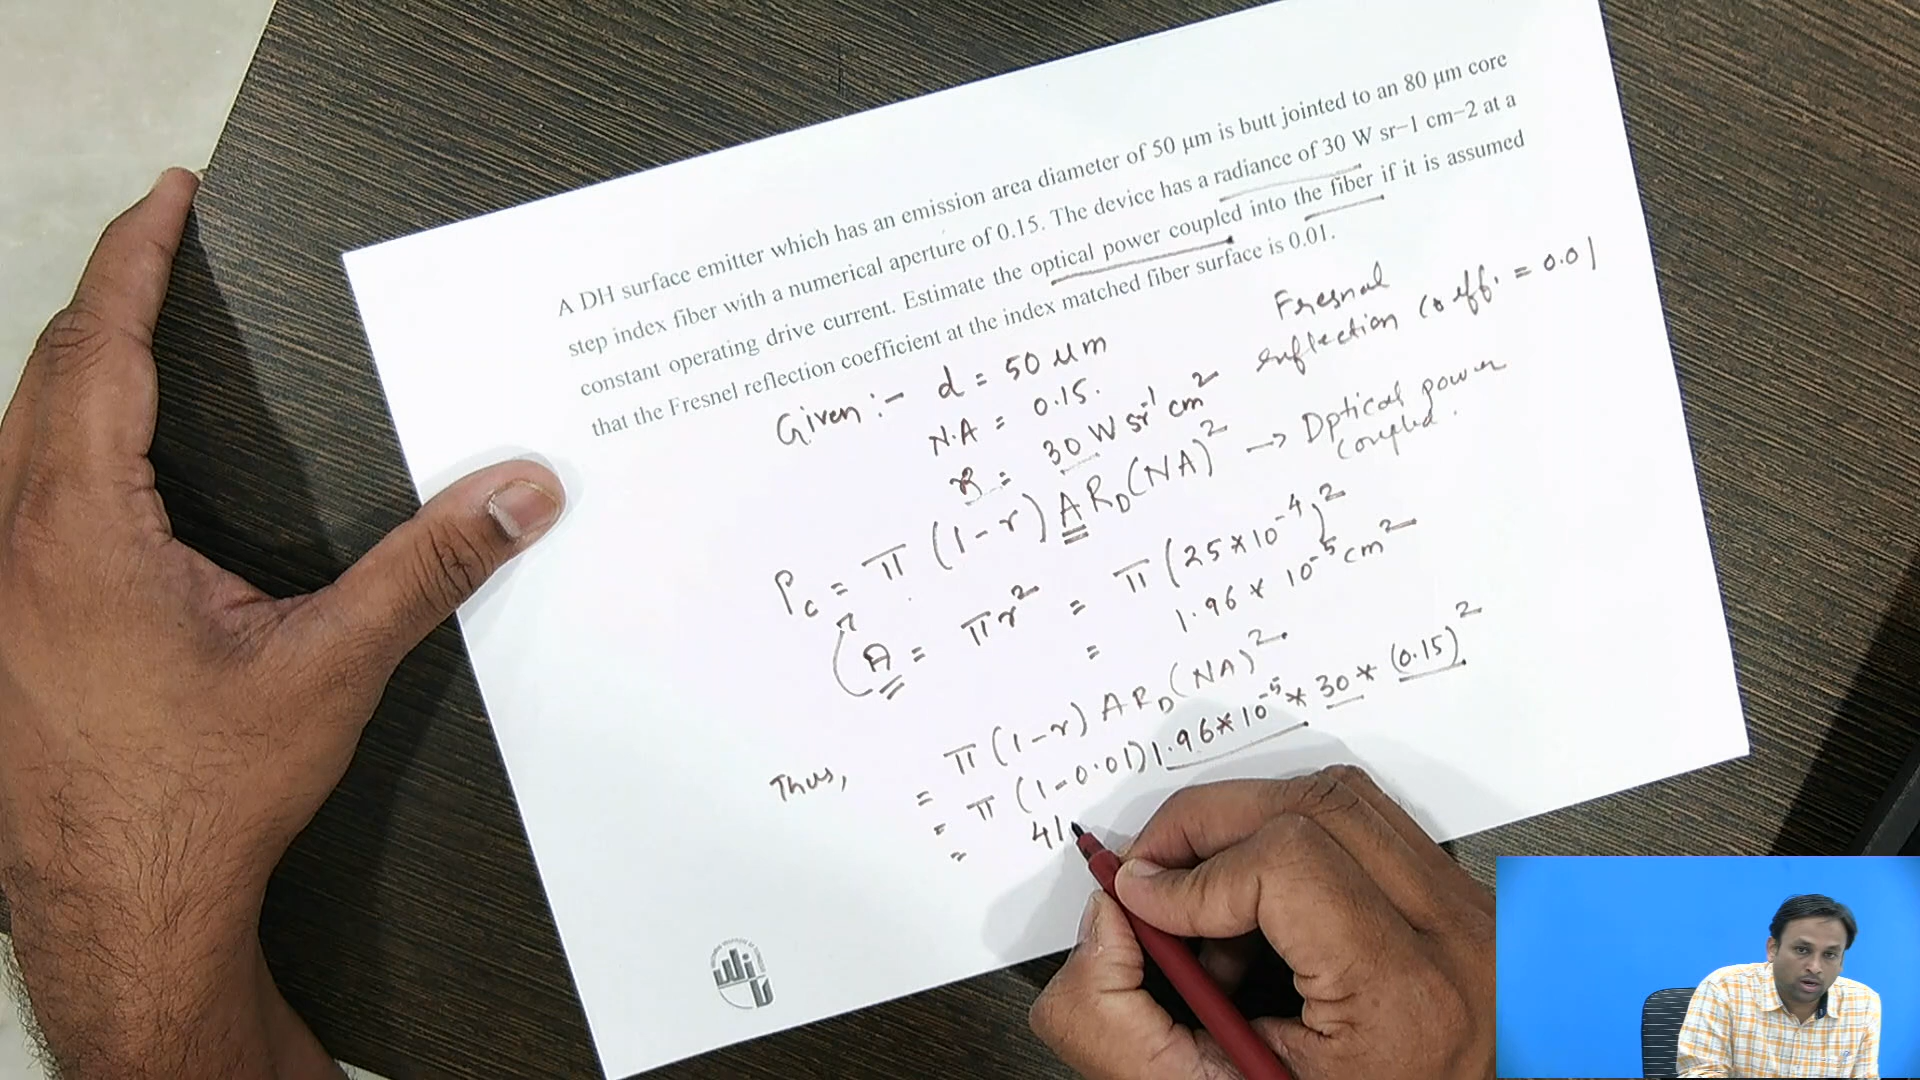 A DH surface emitter which has an emission area diameter of 50 μm is butt jointed to an 80 μm core
step index fiber with a numerical aperture of 0.15. The device has a radiance of 30 W sr−1 cm−2 at a
constant operating drive current. Estimate the optical power coupled into the fiber if it is assumed
that the Fresnel reflection coefficient at the index matched fiber surface is 0.01.
Given :- d = 50 μm
N.A = 0.15.
r = 30 W sr⁻¹ cm²
Fresnal
reflection coeff. = 0.01
Pc = π (1-r) A R_D (NA)² → Optical power
coupled.
A = πr² = π (25*10⁻⁴)²
= 1.96 * 10⁻⁵ cm²
Thus,
= π (1-r) A R_D (NA)².
= π (1-0.01) 1.96*10⁻⁵ * 30 * (0.15)²
= 41